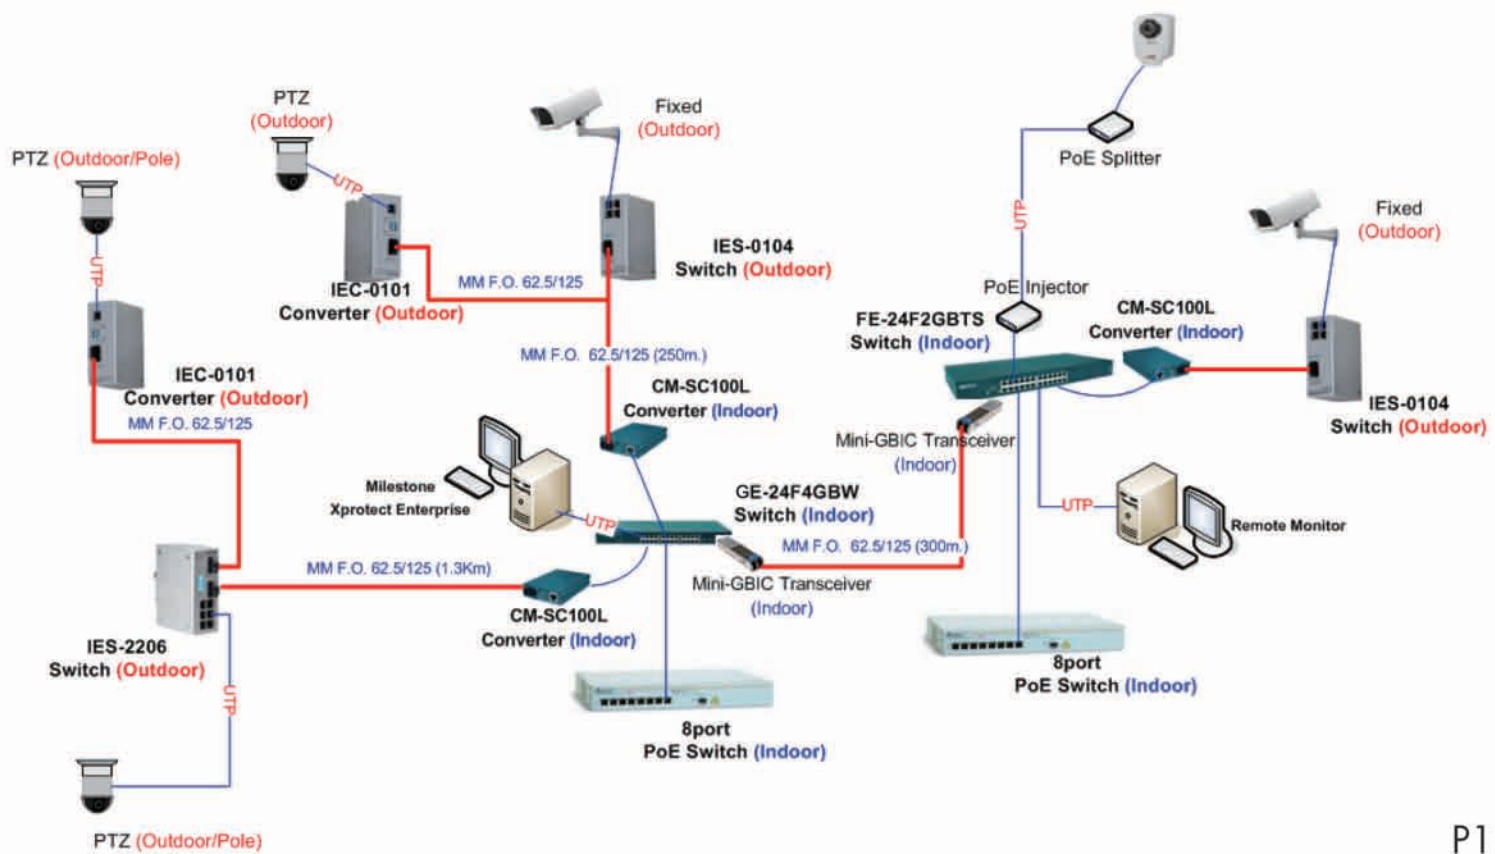 PTZ
(Outdoor)
PTZ (Outdoor/Pole)
Fixed
(Outdoor)
PoE Splitter
Fixed
(Outdoor)
UTP
UTP
UTP
UTP
IES-0104
Switch (Outdoor)
IEC-0101
Converter (Outdoor)
MM F.O. 62.5/125
PoE Injector
FE-24F2GBTS
Switch (Indoor)
CM-SC100L
Converter (Indoor)
MM F.O. 62.5/125 (250m.)
IEC-0101
Converter (Outdoor)
MM F.O. 62.5/125
CM-SC100L
Converter (Indoor)
IES-0104
Switch (Outdoor)
Mini-GBIC Transceiver
(Indoor)
Milestone
Xprotect Enterprise
GE-24F4GBW
Switch (Indoor)
UTP
UTP
Remote Monitor
MM F.O. 62.5/125 (300m.)
MM F.O. 62.5/125 (1.3Km)
Mini-GBIC Transceiver
(Indoor)
CM-SC100L
Converter (Indoor)
IES-2206
Switch (Outdoor)
UTP
8port
PoE Switch (Indoor)
8port
PoE Switch (Indoor)
PTZ (Outdoor/Pole)
P1